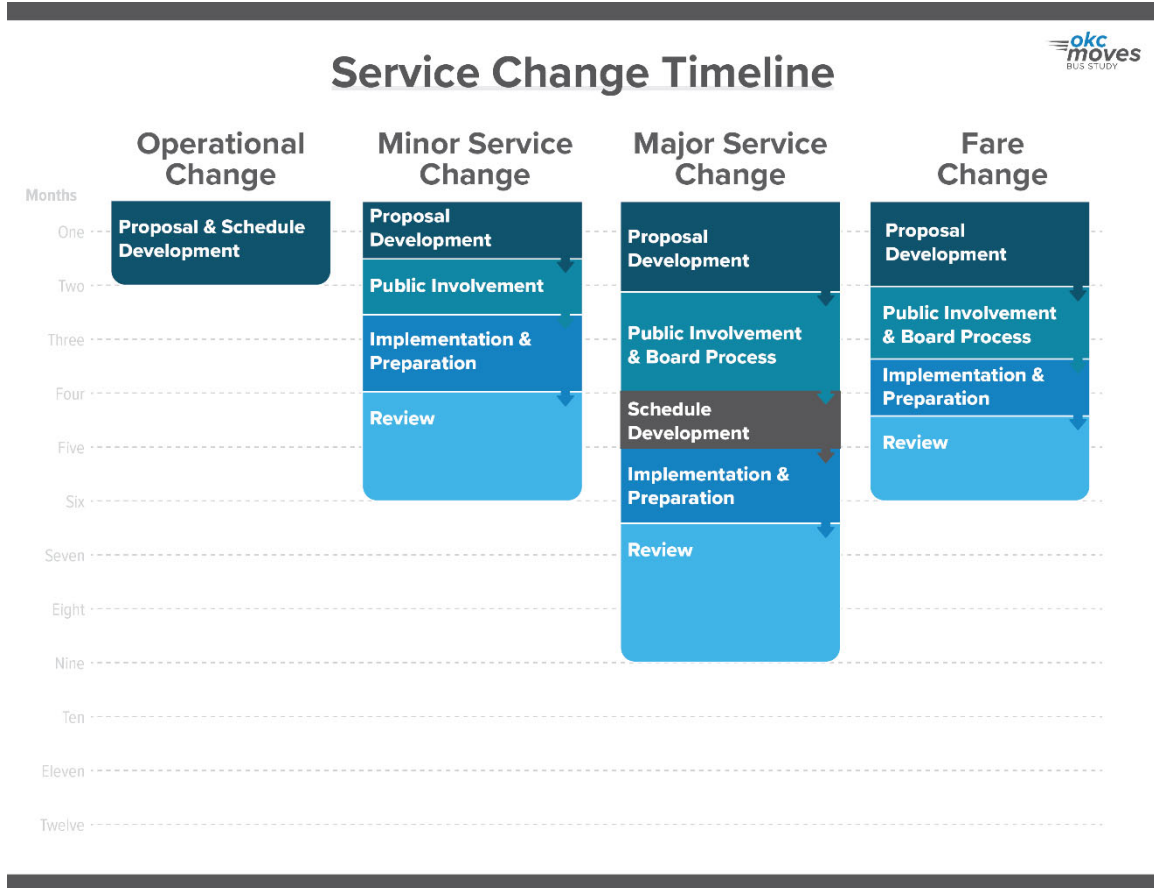 okc
moves
BUS STUDY
Service Change Timeline
Operational
Change
Minor Service
Change
Major Service
Change
Fare
Change
Months
One
Two
Three
Four
Five
Six
Seven
Eight
Nine
Ten
Eleven
Twelve
Proposal & Schedule
Development
Proposal
Development
Public Involvement
Implementation &
Preparation
Review
Proposal
Development
Public Involvement
& Board Process
Schedule
Development
Implementation &
Preparation
Review
Proposal
Development
Public Involvement
& Board Process
Implementation &
Preparation
Review